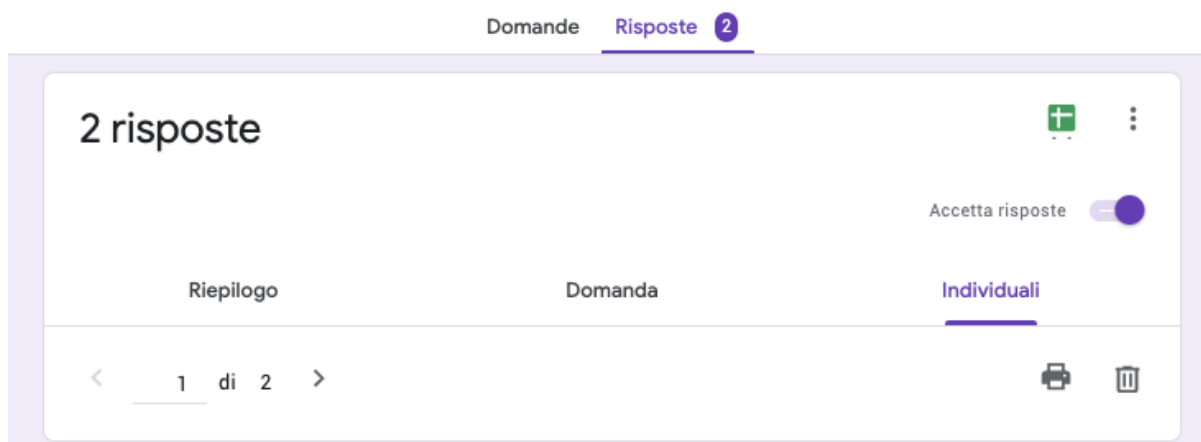 Domande Risposte 2
2 risposte
Accetta risposte
Riepilogo Domanda Individuali
1 di 2